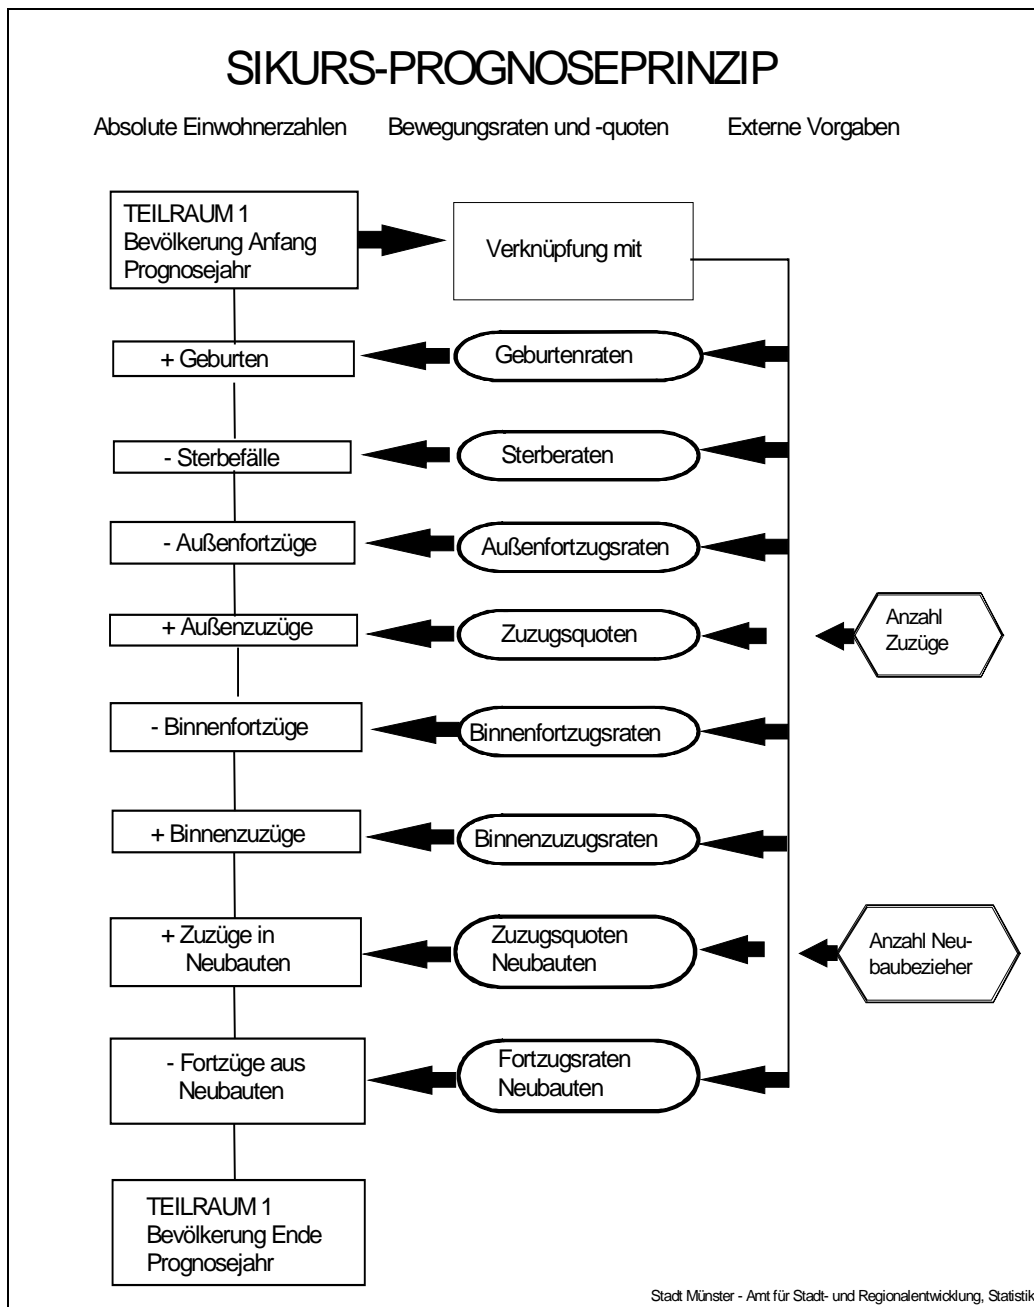 SIKURS-PROGNOSEPRINZIP
Absolute Einwohnerzahlen Bewegungsraten und -quoten Externe Vorgaben
TEILRAUM 1
Bevölkerung Anfang
Prognosejahr
Verknüpfung mit
+ Geburten
Geburtenraten
- Sterbefälle
Sterberaten
- Außenfortzüge
Außenfortzugsraten
+ Außenzuzüge
Zuzugsquoten
Anzahl
Zuzüge
- Binnenfortzüge
Binnenfortzugsraten
+ Binnenzuzüge
Binnenzuzugsraten
+ Zuzüge in
Neubauten
Zuzugsquoten
Neubauten
Anzahl Neu-
baubezieher
- Fortzüge aus
Neubauten
Fortzugsraten
Neubauten
TEILRAUM 1
Bevölkerung Ende
Prognosejahr
Stadt Münster - Amt für Stadt- und Regionalentwicklung, Statistik